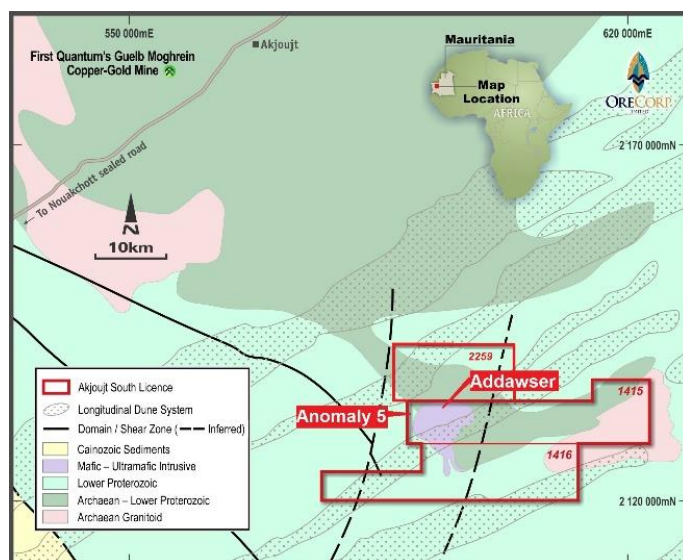 550 000mE
620 000mE
First Quantum's Guelb Moghrein
Copper-Gold Mine
Akjoujt
Mauritania
Map
Location
AFRICA
ORECORP
2 170 000mN
To Nouakchott sealed road
N
10km
2259
Addawser
Anomaly 5
1415
1416
2 120 000mN
Akjoujt South Licence
Longitudinal Dune System
Domain / Shear Zone ( Inferred)
Cainozoic Sediments
Mafic – Ultramafic Intrusive
Lower Proterozoic
Archaean – Lower Proterozoic
Archaean Granitoid